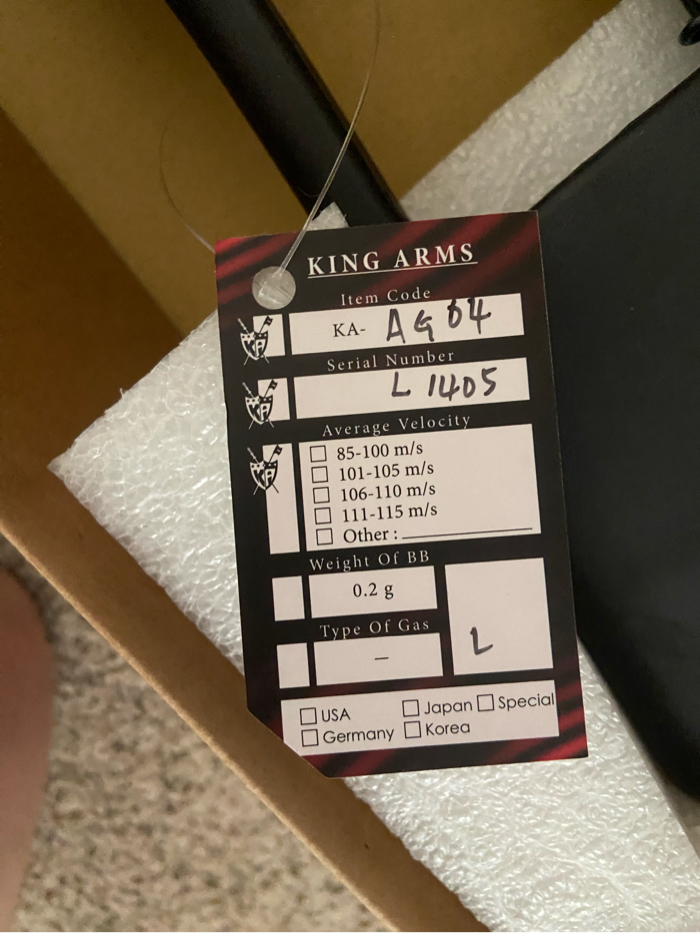 KING ARMS
Item Code
KA- AG04
Serial Number
L 1405
Average Velocity
85-100 m/s
101-105 m/s
106-110 m/s
111-115 m/s
Other :
Weight Of BB
0.2 g
Type Of Gas
–
L
USA Japan Special
Germany Korea